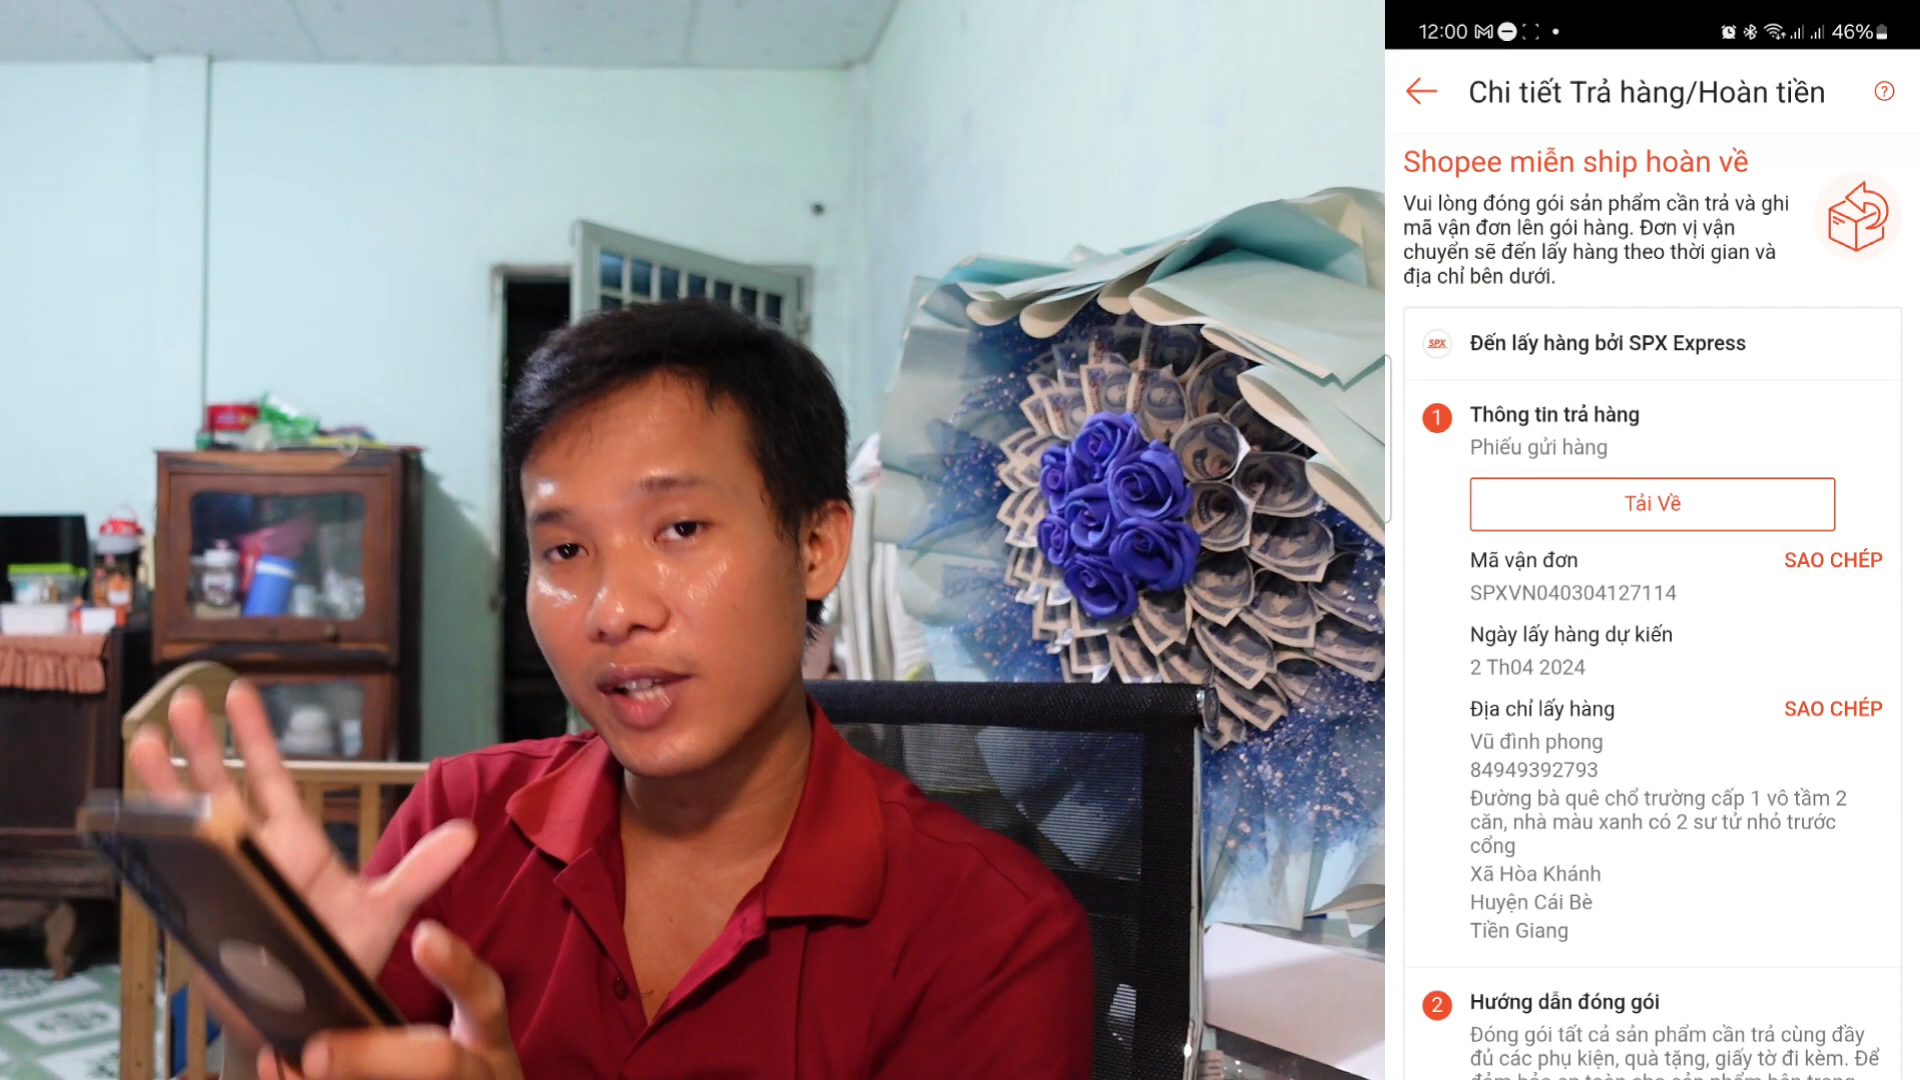 12:00
46%
Chi tiết Trả hàng/Hoàn tiền
Shopee miễn ship hoàn về
Vui lòng đóng gói sản phẩm cần trả và ghi
mã vận đơn lên gói hàng. Đơn vị vận
chuyển sẽ đến lấy hàng theo thời gian và
địa chỉ bên dưới.
SPX
Đến lấy hàng bởi SPX Express
1
Thông tin trả hàng
Phiếu gửi hàng
Tải Về
Mã vận đơn
SAO CHÉP
SPXVN040304127114
Ngày lấy hàng dự kiến
2 Th04 2024
Địa chỉ lấy hàng
SAO CHÉP
Vũ đình phong
84949392793
Đường bà quê chổ trường cấp 1 vô tầm 2
căn, nhà màu xanh có 2 sư tử nhỏ trước
cổng
Xã Hòa Khánh
Huyện Cái Bè
Tiền Giang
2
Hướng dẫn đóng gói
Đóng gói tất cả sản phẩm cần trả cùng đầy
đủ các phụ kiện, quà tặng, giấy tờ đi kèm. Để